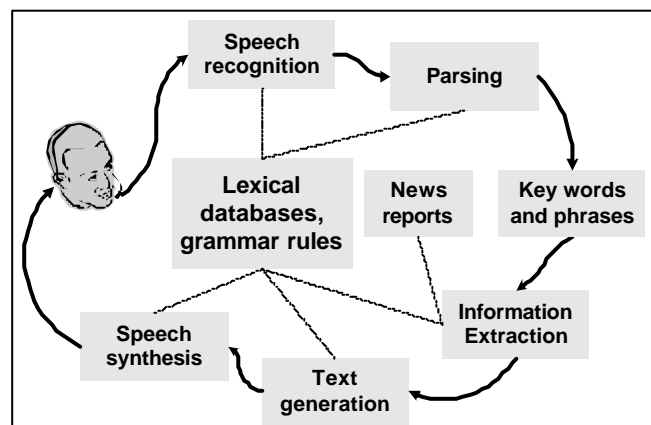 Speech
recognition
Parsing
Lexical
databases,
grammar rules
News
reports
Key words
and phrases
Information
Extraction
Text
generation
Speech
synthesis